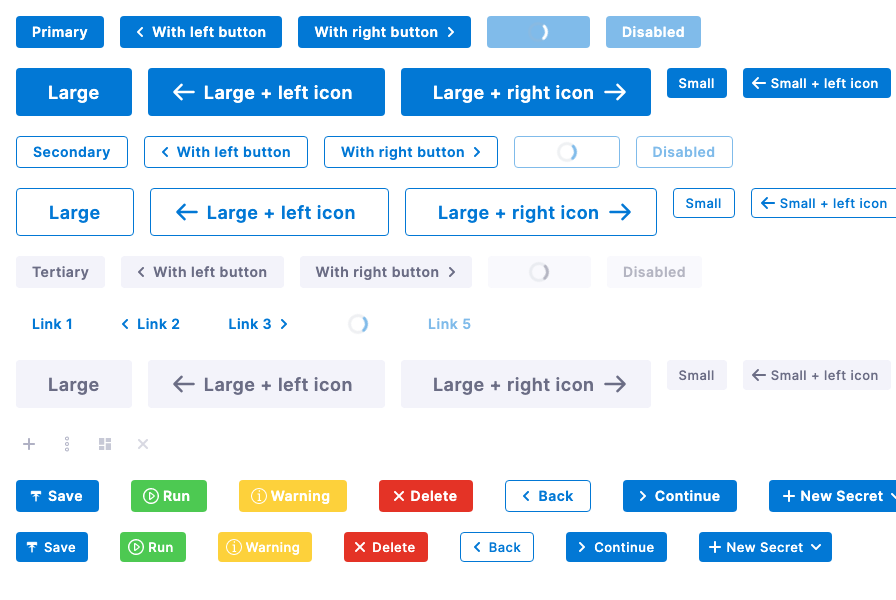 Primary With left button With right button Disabled
Large Large + left icon Large + right icon Small Small + left icon
Secondary With left button With right button Disabled
Large Large + left icon Large + right icon Small Small + left icon
Tertiary With left button With right button Disabled
Link 1 Link 2 Link 3 Link 5
Large Large + left icon Large + right icon Small Small + left icon
Save Run Warning Delete Back Continue New Secret
Save Run Warning Delete Back Continue New Secret